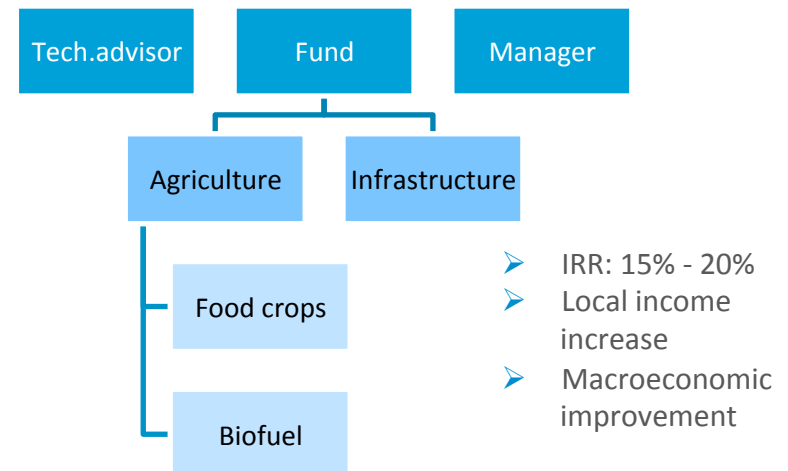 Tech.advisor
Fund
Manager
Agriculture
Infrastructure
Food crops
Biofuel
➢ IRR: 15% - 20%
➢ Local income
increase
➢ Macroeconomic
improvement